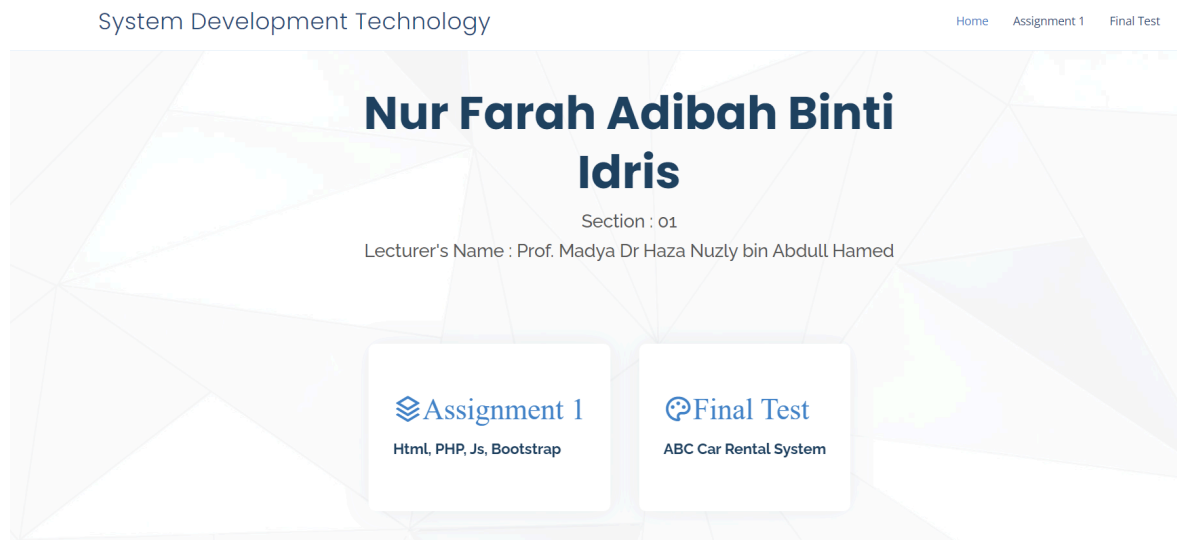 System Development Technology
Home Assignment 1 Final Test
Nur Farah Adibah Binti
Idris
Section : 01
Lecturer's Name : Prof. Madya Dr Haza Nuzly bin Abdull Hamed
Assignment 1
Html, PHP, Js, Bootstrap
Final Test
ABC Car Rental System